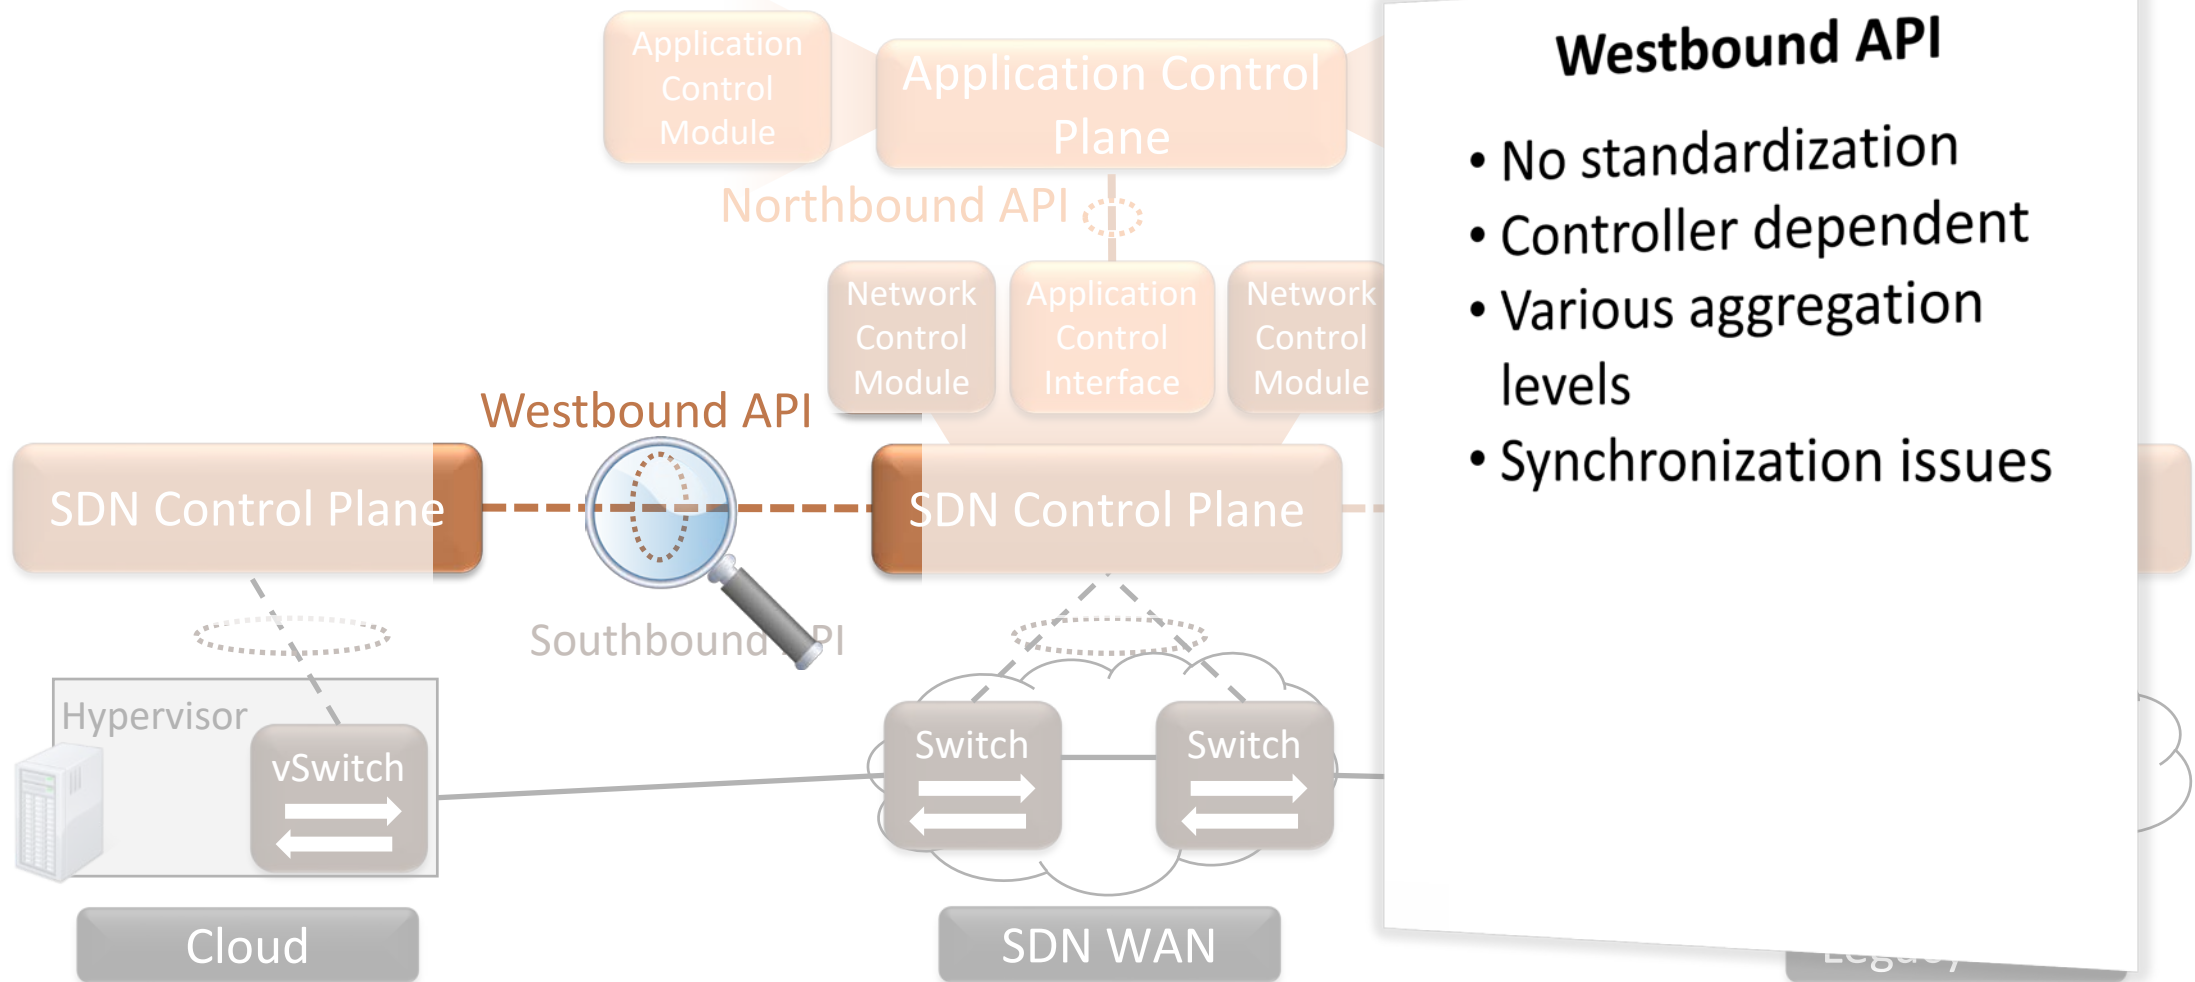 Application
Control
Module
Application Control
Plane
Northbound API
Network
Control
Module
Application
Control
Interface
Network
Control
Module
Westbound API
SDN Control Plane
SDN Control Plane
Southbound API
Hypervisor
vSwitch
Switch
Switch
Cloud
SDN WAN
Legacy
Westbound API
• No standardization
• Controller dependent
• Various aggregation
levels
• Synchronization issues